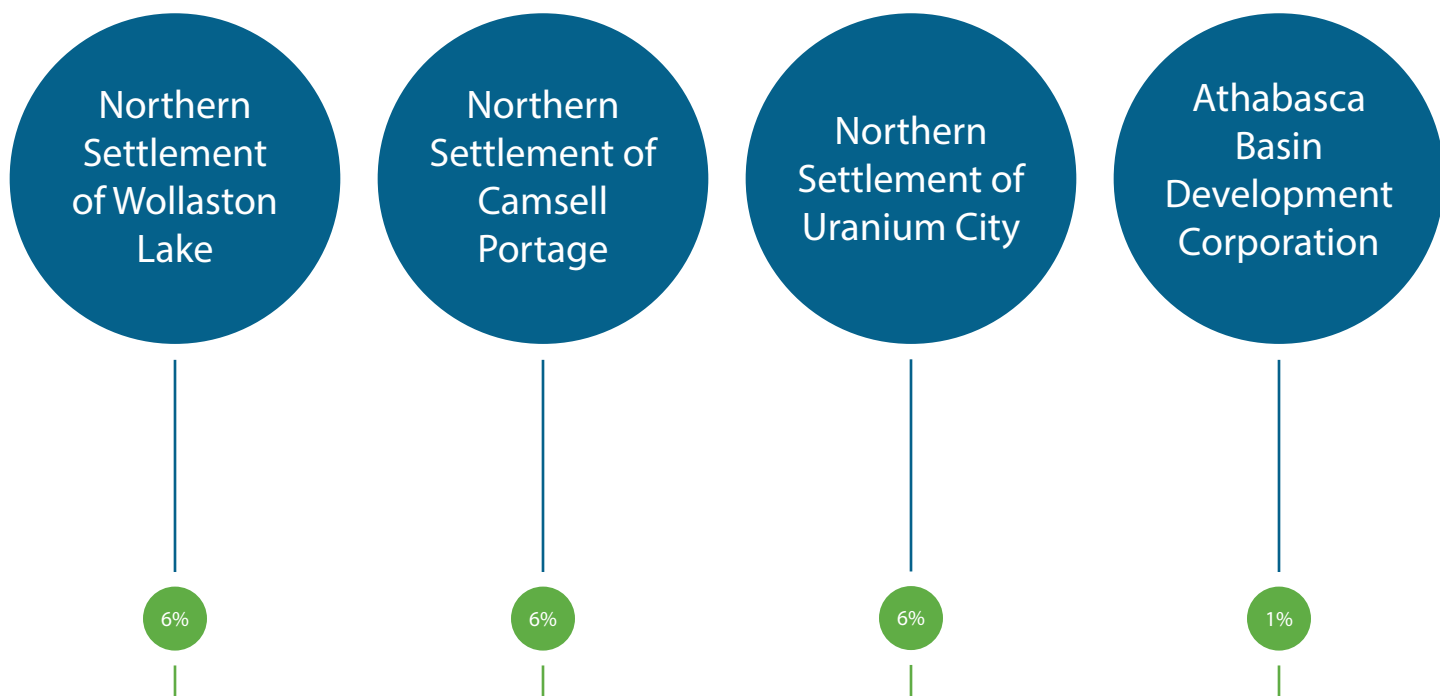 Northern
Settlement
of Wollaston
Lake
Northern
Settlement of
Camsell
Portage
Northern
Settlement of
Uranium City
Athabasca
Basin
Development
Corporation
6%
6%
6%
1%